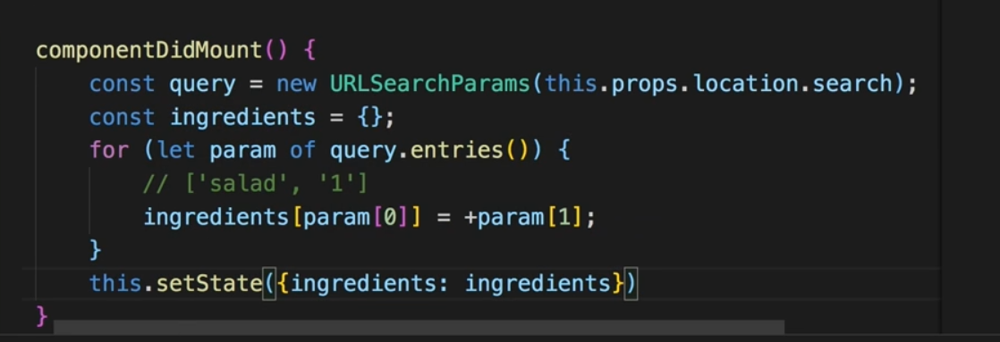 componentDidMount() {
const query = new URLSearchParams(this.props.location.search);
const ingredients = {};
for (let param of query.entries()) {
// ['salad', '1']
ingredients[param[0]] = +param[1];
}
this.setState({ingredients: ingredients})
}